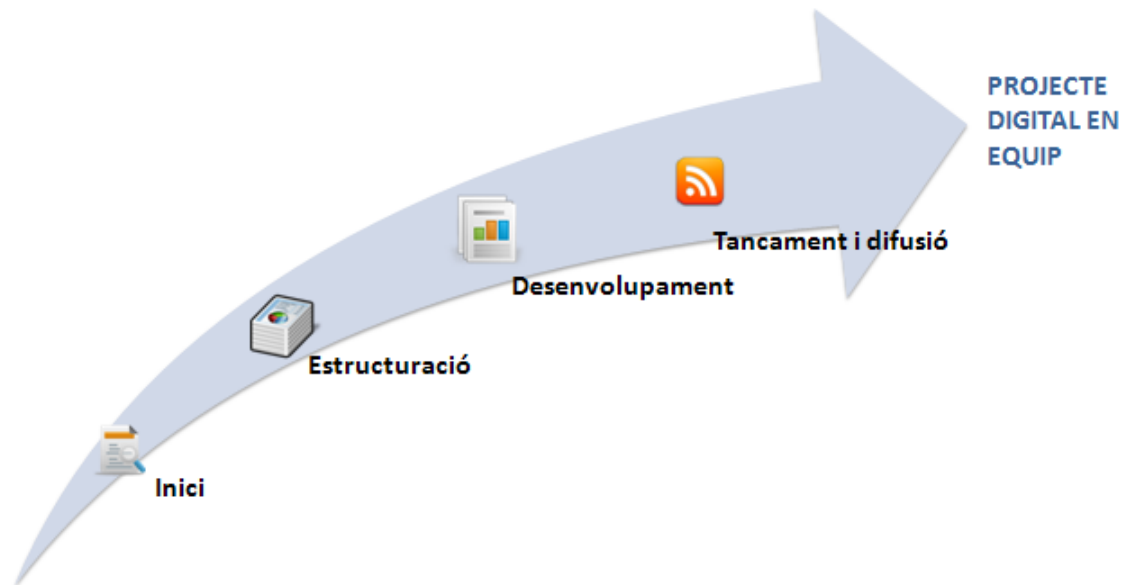 PROJECTE
DIGITAL EN
EQUIP
Tancament i difusió
Desenvolupament
Estructuració
Inici